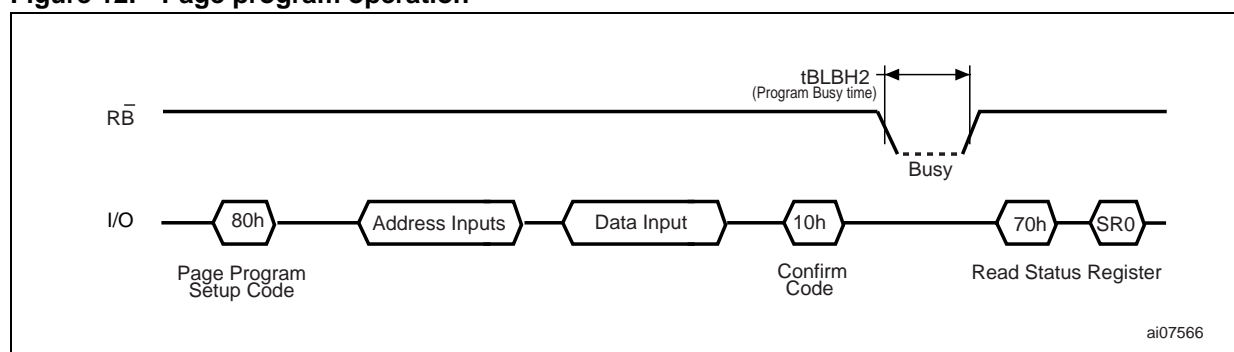 Figure 12. Page program operation
tBLBH2
(Program Busy time)
RB̅
Busy
I/O
80h
Address Inputs
Data Input
10h
70h
SR0
Page Program
Setup Code
Confirm
Code
Read Status Register
ai07566